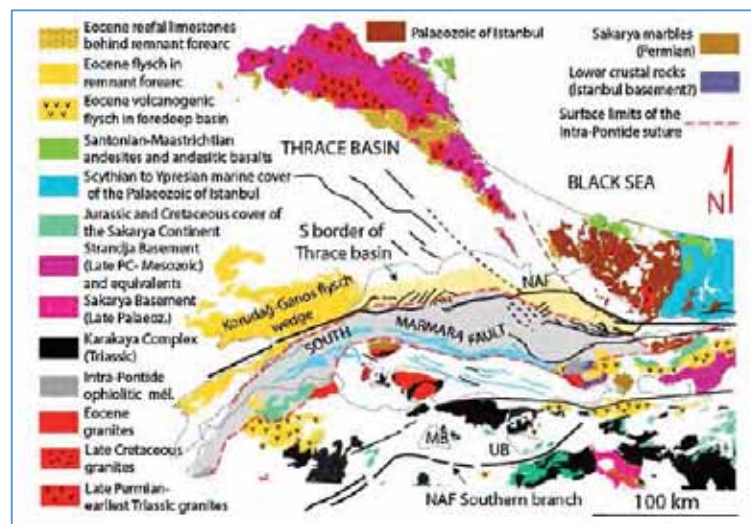 Eocene reefal limestones
behind remnant forearc
Eocene flysch in
remnant forearc
Eocene volcanogenic
flysch in foredeep basin
Santonian-Maastrichtian
andesites and andesitic basalts
Scythian to Ypresian marine cover
of the Palaeozoic of Istanbul
Jurassic and Cretaceous cover of
the Sakarya Continent
Strandja Basement
(Late PC- Mesozoic)
and equivalents
Sakarya Basement
(Late Palaeoz.)
Karakaya Complex
(Triassic)
Intra-Pontide
ophiolitic mél.
Eocene
granites
Late Cretaceous
granites
Late Permian-
earliest Triassic granites
Palaeozoic of Istanbul
Sakarya marbles
(Permian)
Lower crustal rocks
(Istanbul basement?)
Surface limits of the
Intra-Pontide suture
THRACE BASIN
BLACK SEA
N
S border of
Thrace basin
NAF
Korudağ-Ganos flysch
wedge
SOUTH MARMARA FAULT
MB
UB
NAF Southern branch
100 km